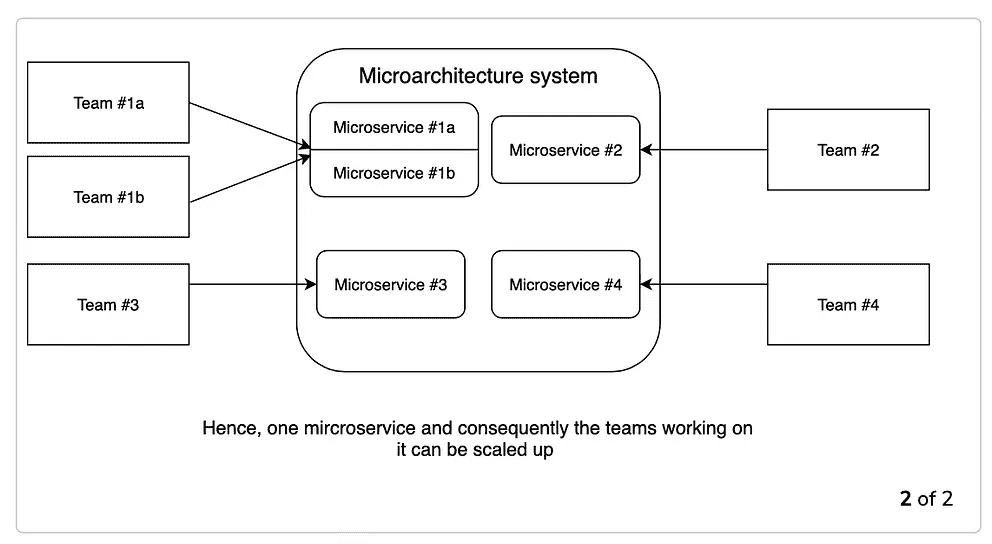 Microarchitecture system
Team #1a
Microservice #1a
Microservice #2
Team #2
Microservice #1b
Team #1b
Team #3
Microservice #3
Microservice #4
Team #4
Hence, one mircroservice and consequently the teams working on
it can be scaled up
2 of 2